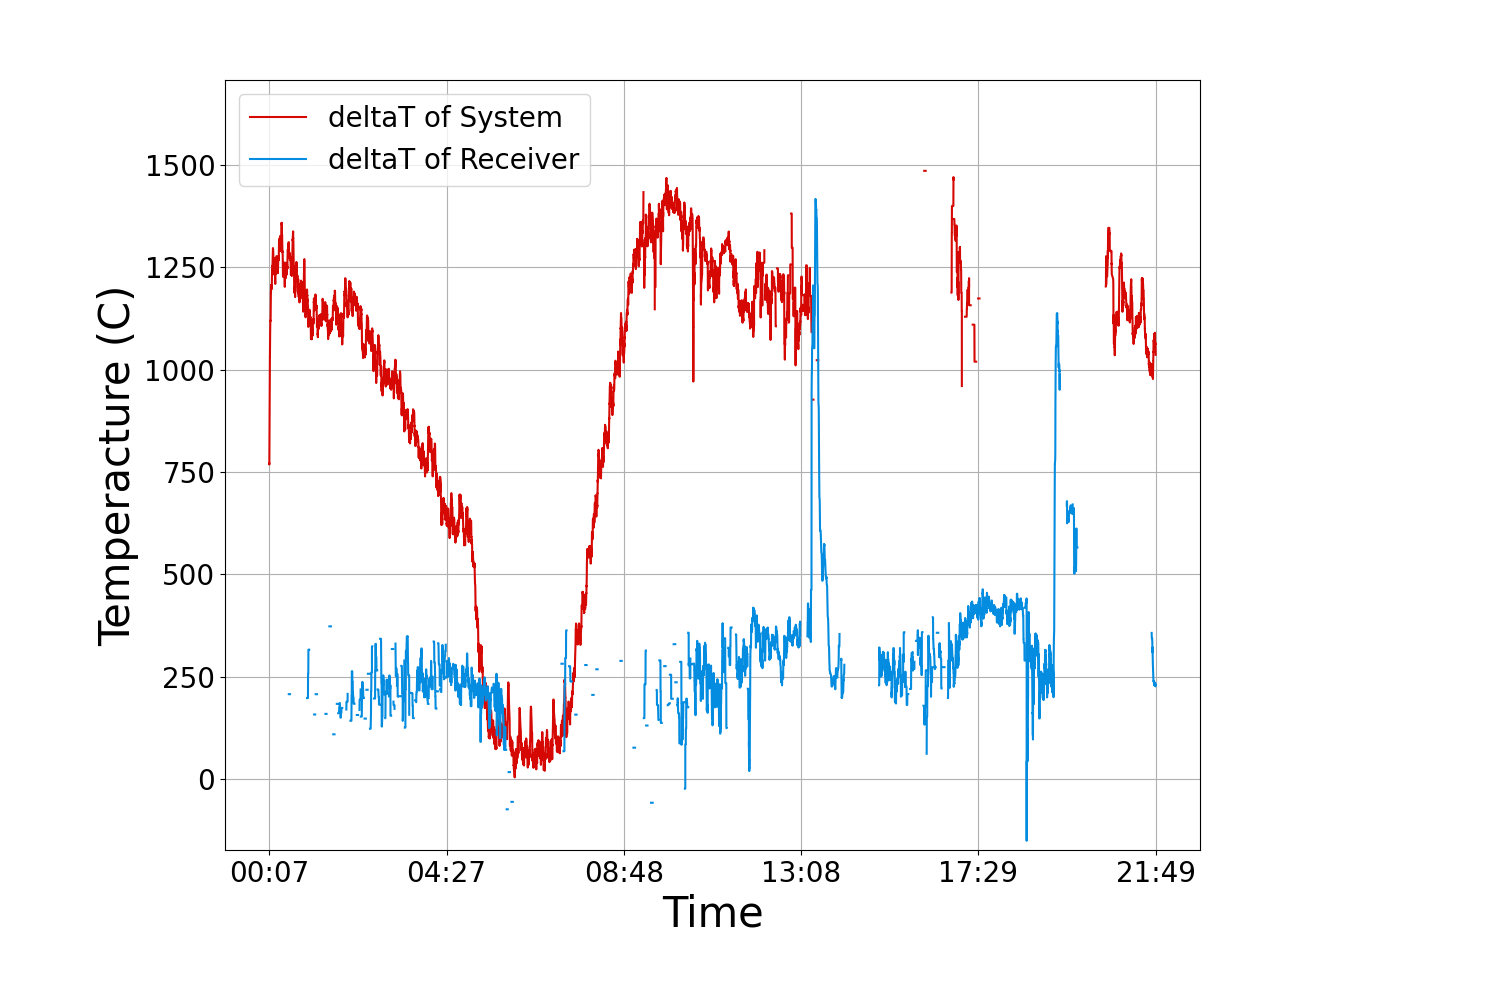 deltaT of System
deltaT of Receiver
Temperacture (C)
1500
1250
1000
750
500
250
0
00:07 04:27 08:48 13:08 17:29 21:49
Time